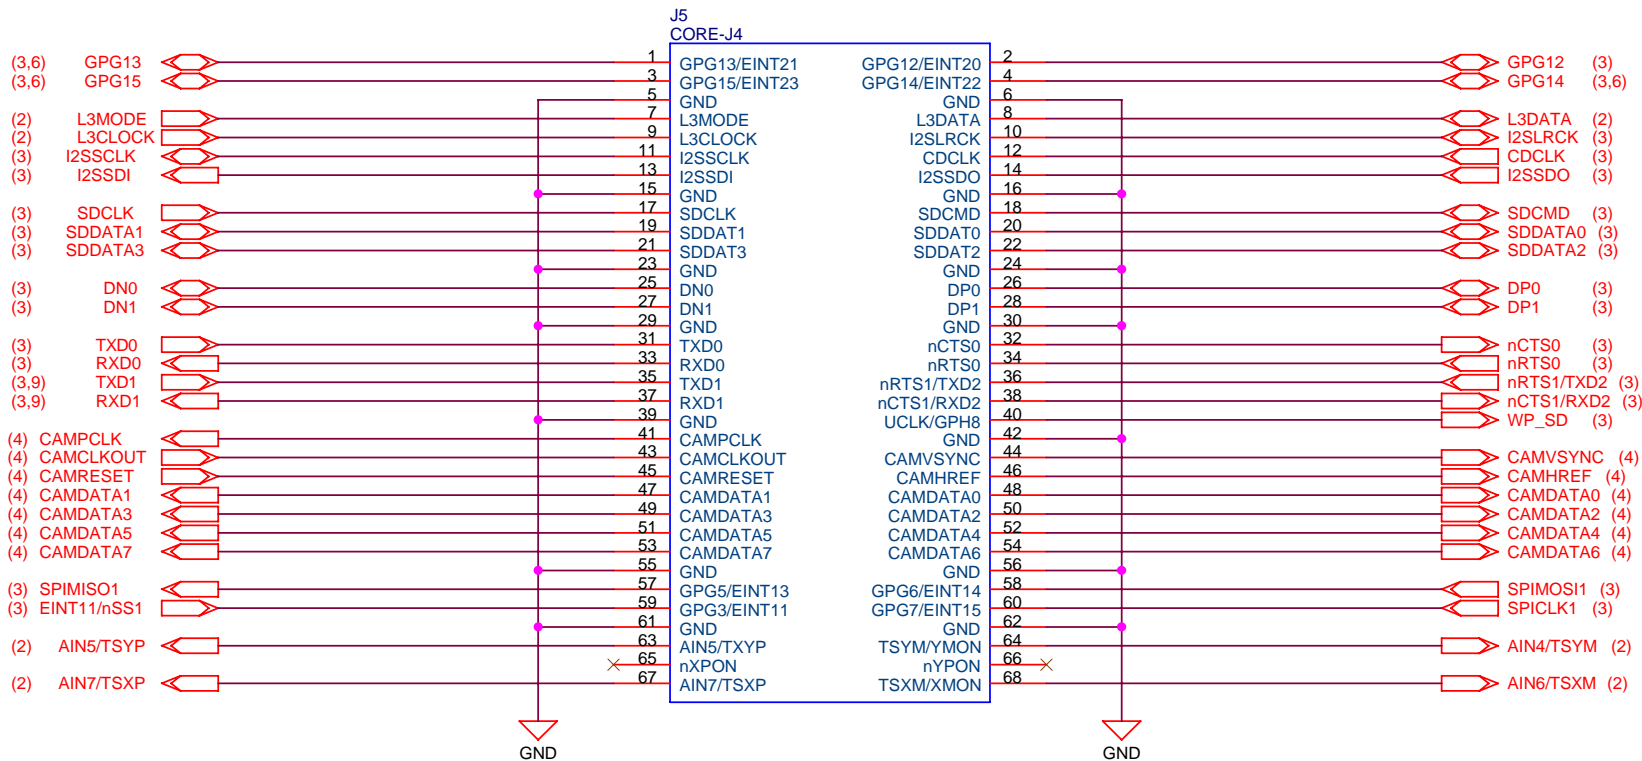 J5
CORE-J4
(3,6) GPG13 1 GPG13/EINT21 GPG12/EINT20 2 GPG12 (3)
(3,6) GPG15 3 GPG15/EINT23 GPG14/EINT22 4 GPG14 (3,6)
5 GND GND 6
(2) L3MODE 7 L3MODE L3DATA 8 L3DATA (2)
(2) L3CLOCK 9 L3CLOCK I2SLRCK 10 I2SLRCK (3)
(3) I2SSCLK 11 I2SSCLK CDCLK 12 CDCLK (3)
(3) I2SSDI 13 I2SSDI I2SSDO 14 I2SSDO (3)
15 GND GND 16
(3) SDCLK 17 SDCLK SDCMD 18 SDCMD (3)
(3) SDDATA1 19 SDDAT1 SDDAT0 20 SDDATA0 (3)
(3) SDDATA3 21 SDDAT3 SDDAT2 22 SDDATA2 (3)
23 GND GND 24
(3) DN0 25 DN0 DP0 26 DP0 (3)
(3) DN1 27 DN1 DP1 28 DP1 (3)
29 GND GND 30
(3) TXD0 31 TXD0 nCTS0 32 nCTS0 (3)
(3) RXD0 33 RXD0 nRTS0 34 nRTS0 (3)
(3,9) TXD1 35 TXD1 nRTS1/TXD2 36 nRTS1/TXD2 (3)
(3,9) RXD1 37 RXD1 nCTS1/RXD2 38 nCTS1/RXD2 (3)
39 GND UCLK/GPH8 40 WP_SD (3)
(4) CAMPCLK 41 CAMPCLK GND 42
(4) CAMCLKOUT 43 CAMCLKOUT CAMVSYNC 44 CAMVSYNC (4)
(4) CAMRESET 45 CAMRESET CAMHREF 46 CAMHREF (4)
(4) CAMDATA1 47 CAMDATA1 CAMDATA0 48 CAMDATA0 (4)
(4) CAMDATA3 49 CAMDATA3 CAMDATA2 50 CAMDATA2 (4)
(4) CAMDATA5 51 CAMDATA5 CAMDATA4 52 CAMDATA4 (4)
(4) CAMDATA7 53 CAMDATA7 CAMDATA6 54 CAMDATA6 (4)
55 GND GND 56
(3) SPIMISO1 57 GPG5/EINT13 GPG6/EINT14 58 SPIMOSI1 (3)
(3) EINT11/nSS1 59 GPG3/EINT11 GPG7/EINT15 60 SPICLK1 (3)
61 GND GND 62
(2) AIN5/TSYP 63 AIN5/TXYP TSYM/YMON 64 AIN4/TSYM (2)
65 nXPON nYPON 66
(2) AIN7/TSXP 67 AIN7/TSXP TSXM/XMON 68 AIN6/TSXM (2)
GND GND